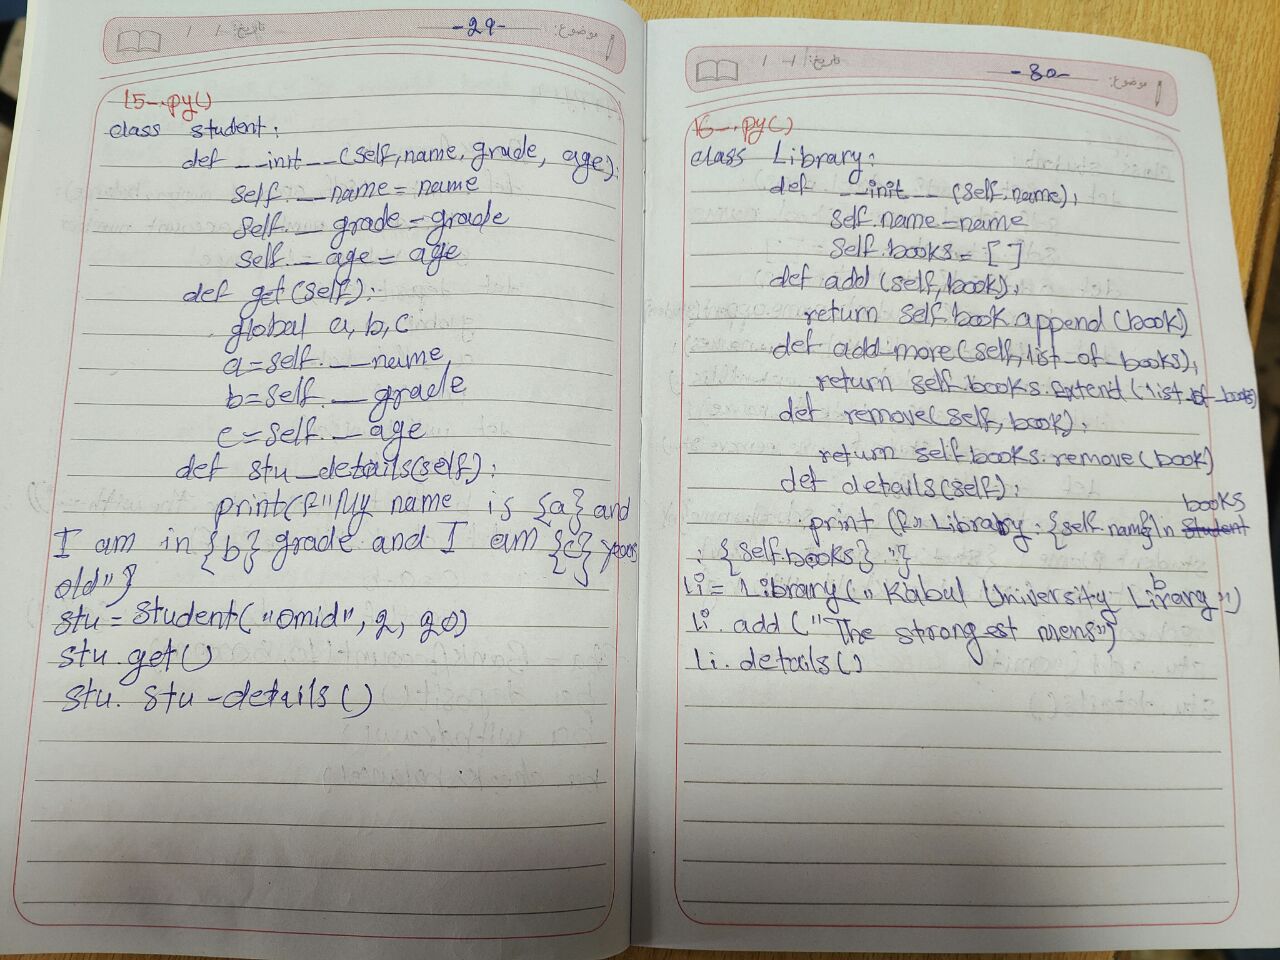 -29-
موضوع:
تاریخ: / /
15-.py()
class student:
def __init__(self,name,grade,age):
self.__name=name
self.__grade=grade
self.__age=age
def get(self):
global a,b,c
a=self.__name
b=self.__grade
c=self.__age
def stu_details(self):
print(f"My name is {a} and
I am in {b} grade and I am {c} years
old"}
stu=student("omid",2,20)
stu.get()
stu.stu-details()
-30-
موضوع:
تاریخ: / /
16-.py()
class Library:
def __init__(self,name):
self.name=name
self.books=[]
def add(self,book):
return self.book append(book)
def add more(self,list_of_books):
return self.books.extend(list_of_books)
def remove(self,book):
return self.books.remove(book)
def details(self):
books
print(f"Library:{self.name}\n student
:{self.books}"}
Li=Library("Kabul University Library")
Li.add("The strongest mens")
Li.details()